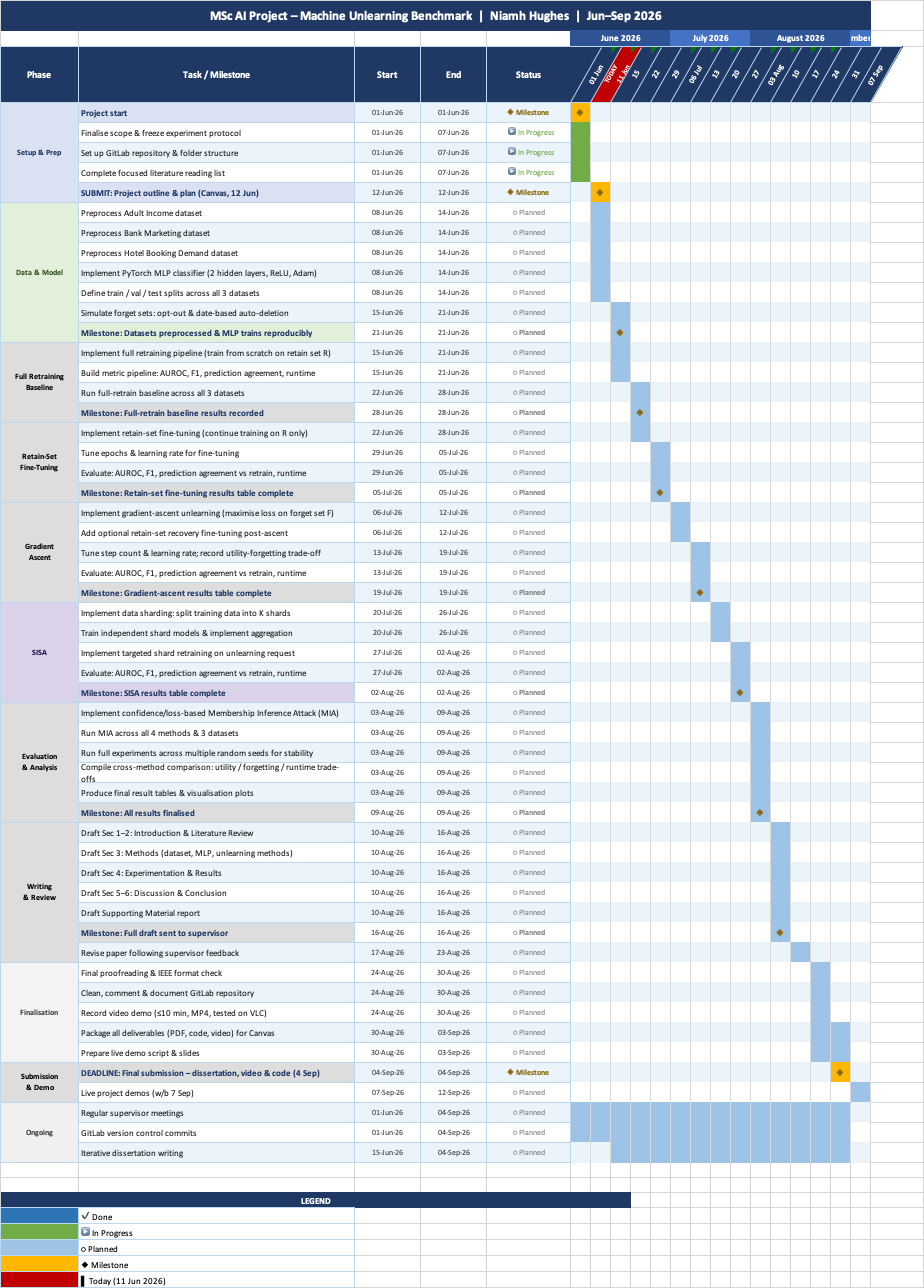 MSc AI Project – Machine Unlearning Benchmark | Niamh Hughes | Jun–Sep 2026
June 2026 July 2026 August 2026 mber
Phase Task / Milestone Start End Status 01 Jun TODAY 11 Jun 15 22 29 06 Jul 13 20 27 03 Aug 10 17 24 31 07 Sep
Setup & Prep
Project start 01-Jun-26 01-Jun-26 ◆ Milestone
Finalise scope & freeze experiment protocol 01-Jun-26 07-Jun-26 ▶ In Progress
Set up GitLab repository & folder structure 01-Jun-26 07-Jun-26 ▶ In Progress
Complete focused literature reading list 01-Jun-26 07-Jun-26 ▶ In Progress
SUBMIT: Project outline & plan (Canvas, 12 Jun) 12-Jun-26 12-Jun-26 ◆ Milestone
Data & Model
Preprocess Adult Income dataset 08-Jun-26 14-Jun-26 ○ Planned
Preprocess Bank Marketing dataset 08-Jun-26 14-Jun-26 ○ Planned
Preprocess Hotel Booking Demand dataset 08-Jun-26 14-Jun-26 ○ Planned
Implement PyTorch MLP classifier (2 hidden layers, ReLU, Adam) 08-Jun-26 14-Jun-26 ○ Planned
Define train / val / test splits across all 3 datasets 08-Jun-26 14-Jun-26 ○ Planned
Simulate forget sets: opt-out & date-based auto-deletion 15-Jun-26 21-Jun-26 ○ Planned
Milestone: Datasets preprocessed & MLP trains reproducibly 21-Jun-26 21-Jun-26 ○ Planned
Full Retraining
Baseline
Implement full retraining pipeline (train from scratch on retain set R) 15-Jun-26 21-Jun-26 ○ Planned
Build metric pipeline: AUROC, F1, prediction agreement, runtime 15-Jun-26 21-Jun-26 ○ Planned
Run full-retrain baseline across all 3 datasets 22-Jun-26 28-Jun-26 ○ Planned
Milestone: Full-retrain baseline results recorded 28-Jun-26 28-Jun-26 ○ Planned
Retain-Set
Fine-Tuning
Implement retain-set fine-tuning (continue training on R only) 22-Jun-26 28-Jun-26 ○ Planned
Tune epochs & learning rate for fine-tuning 29-Jun-26 05-Jul-26 ○ Planned
Evaluate: AUROC, F1, prediction agreement vs retrain, runtime 29-Jun-26 05-Jul-26 ○ Planned
Milestone: Retain-set fine-tuning results table complete 05-Jul-26 05-Jul-26 ○ Planned
Gradient
Ascent
Implement gradient-ascent unlearning (maximise loss on forget set F) 06-Jul-26 12-Jul-26 ○ Planned
Add optional retain-set recovery fine-tuning post-ascent 06-Jul-26 12-Jul-26 ○ Planned
Tune step count & learning rate; record utility-forgetting trade-off 13-Jul-26 19-Jul-26 ○ Planned
Evaluate: AUROC, F1, prediction agreement vs retrain, runtime 13-Jul-26 19-Jul-26 ○ Planned
Milestone: Gradient-ascent results table complete 19-Jul-26 19-Jul-26 ○ Planned
SISA
Implement data sharding: split training data into K shards 20-Jul-26 26-Jul-26 ○ Planned
Train independent shard models & implement aggregation 20-Jul-26 26-Jul-26 ○ Planned
Implement targeted shard retraining on unlearning request 27-Jul-26 02-Aug-26 ○ Planned
Evaluate: AUROC, F1, prediction agreement vs retrain, runtime 27-Jul-26 02-Aug-26 ○ Planned
Milestone: SISA results table complete 02-Aug-26 02-Aug-26 ○ Planned
Evaluation
& Analysis
Implement confidence/loss-based Membership Inference Attack (MIA) 03-Aug-26 09-Aug-26 ○ Planned
Run MIA across all 4 methods & 3 datasets 03-Aug-26 09-Aug-26 ○ Planned
Run full experiments across multiple random seeds for stability 03-Aug-26 09-Aug-26 ○ Planned
Compile cross-method comparison: utility / forgetting / runtime trade-
offs 03-Aug-26 09-Aug-26 ○ Planned
Produce final result tables & visualisation plots 03-Aug-26 09-Aug-26 ○ Planned
Milestone: All results finalised 09-Aug-26 09-Aug-26 ○ Planned
Writing
& Review
Draft Sec 1–2: Introduction & Literature Review 10-Aug-26 16-Aug-26 ○ Planned
Draft Sec 3: Methods (dataset, MLP, unlearning methods) 10-Aug-26 16-Aug-26 ○ Planned
Draft Sec 4: Experimentation & Results 10-Aug-26 16-Aug-26 ○ Planned
Draft Sec 5–6: Discussion & Conclusion 10-Aug-26 16-Aug-26 ○ Planned
Draft Supporting Material report 10-Aug-26 16-Aug-26 ○ Planned
Milestone: Full draft sent to supervisor 16-Aug-26 16-Aug-26 ○ Planned
Revise paper following supervisor feedback 17-Aug-26 23-Aug-26 ○ Planned
Finalisation
Final proofreading & IEEE format check 24-Aug-26 30-Aug-26 ○ Planned
Clean, comment & document GitLab repository 24-Aug-26 30-Aug-26 ○ Planned
Record video demo (≤10 min, MP4, tested on VLC) 24-Aug-26 30-Aug-26 ○ Planned
Package all deliverables (PDF, code, video) for Canvas 30-Aug-26 03-Sep-26 ○ Planned
Prepare live demo script & slides 30-Aug-26 03-Sep-26 ○ Planned
Submission
& Demo
DEADLINE: Final submission – dissertation, video & code (4 Sep) 04-Sep-26 04-Sep-26 ◆ Milestone
Live project demos (w/b 7 Sep) 07-Sep-26 12-Sep-26 ○ Planned
Ongoing
Regular supervisor meetings 01-Jun-26 04-Sep-26 ○ Planned
GitLab version control commits 01-Jun-26 04-Sep-26 ○ Planned
Iterative dissertation writing 15-Jun-26 04-Sep-26 ○ Planned
LEGEND
✓ Done
▶ In Progress
○ Planned
◆ Milestone
▌ Today (11 Jun 2026)